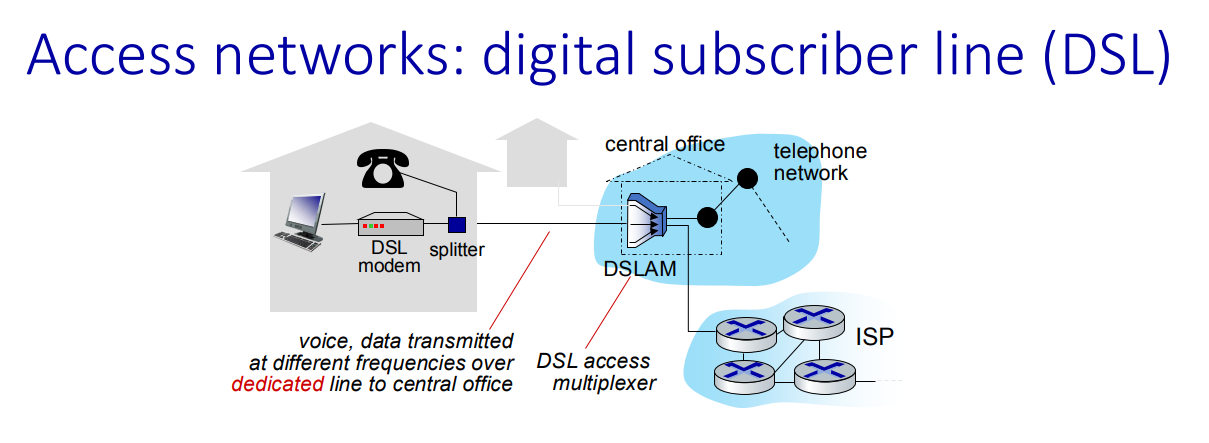 Access networks: digital subscriber line (DSL)
central office
telephone
network
DSL
modem
splitter
DSLAM
voice, data transmitted
at different frequencies over
dedicated line to central office
DSL access
multiplexer
ISP